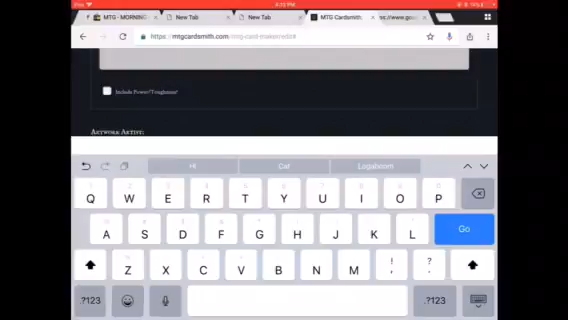 MTG - MORNING
New Tab
New Tab
MTG Cardsmith
https://mtgcardsmith.com/mtg-card-maker/edit
Include Power/Toughness?
Artwork Artist:
Hi Cat
Q W E R T Y U I O P
A S D F G H J K L Go
Z X C V B N M ! , ? .
.?123 .?123